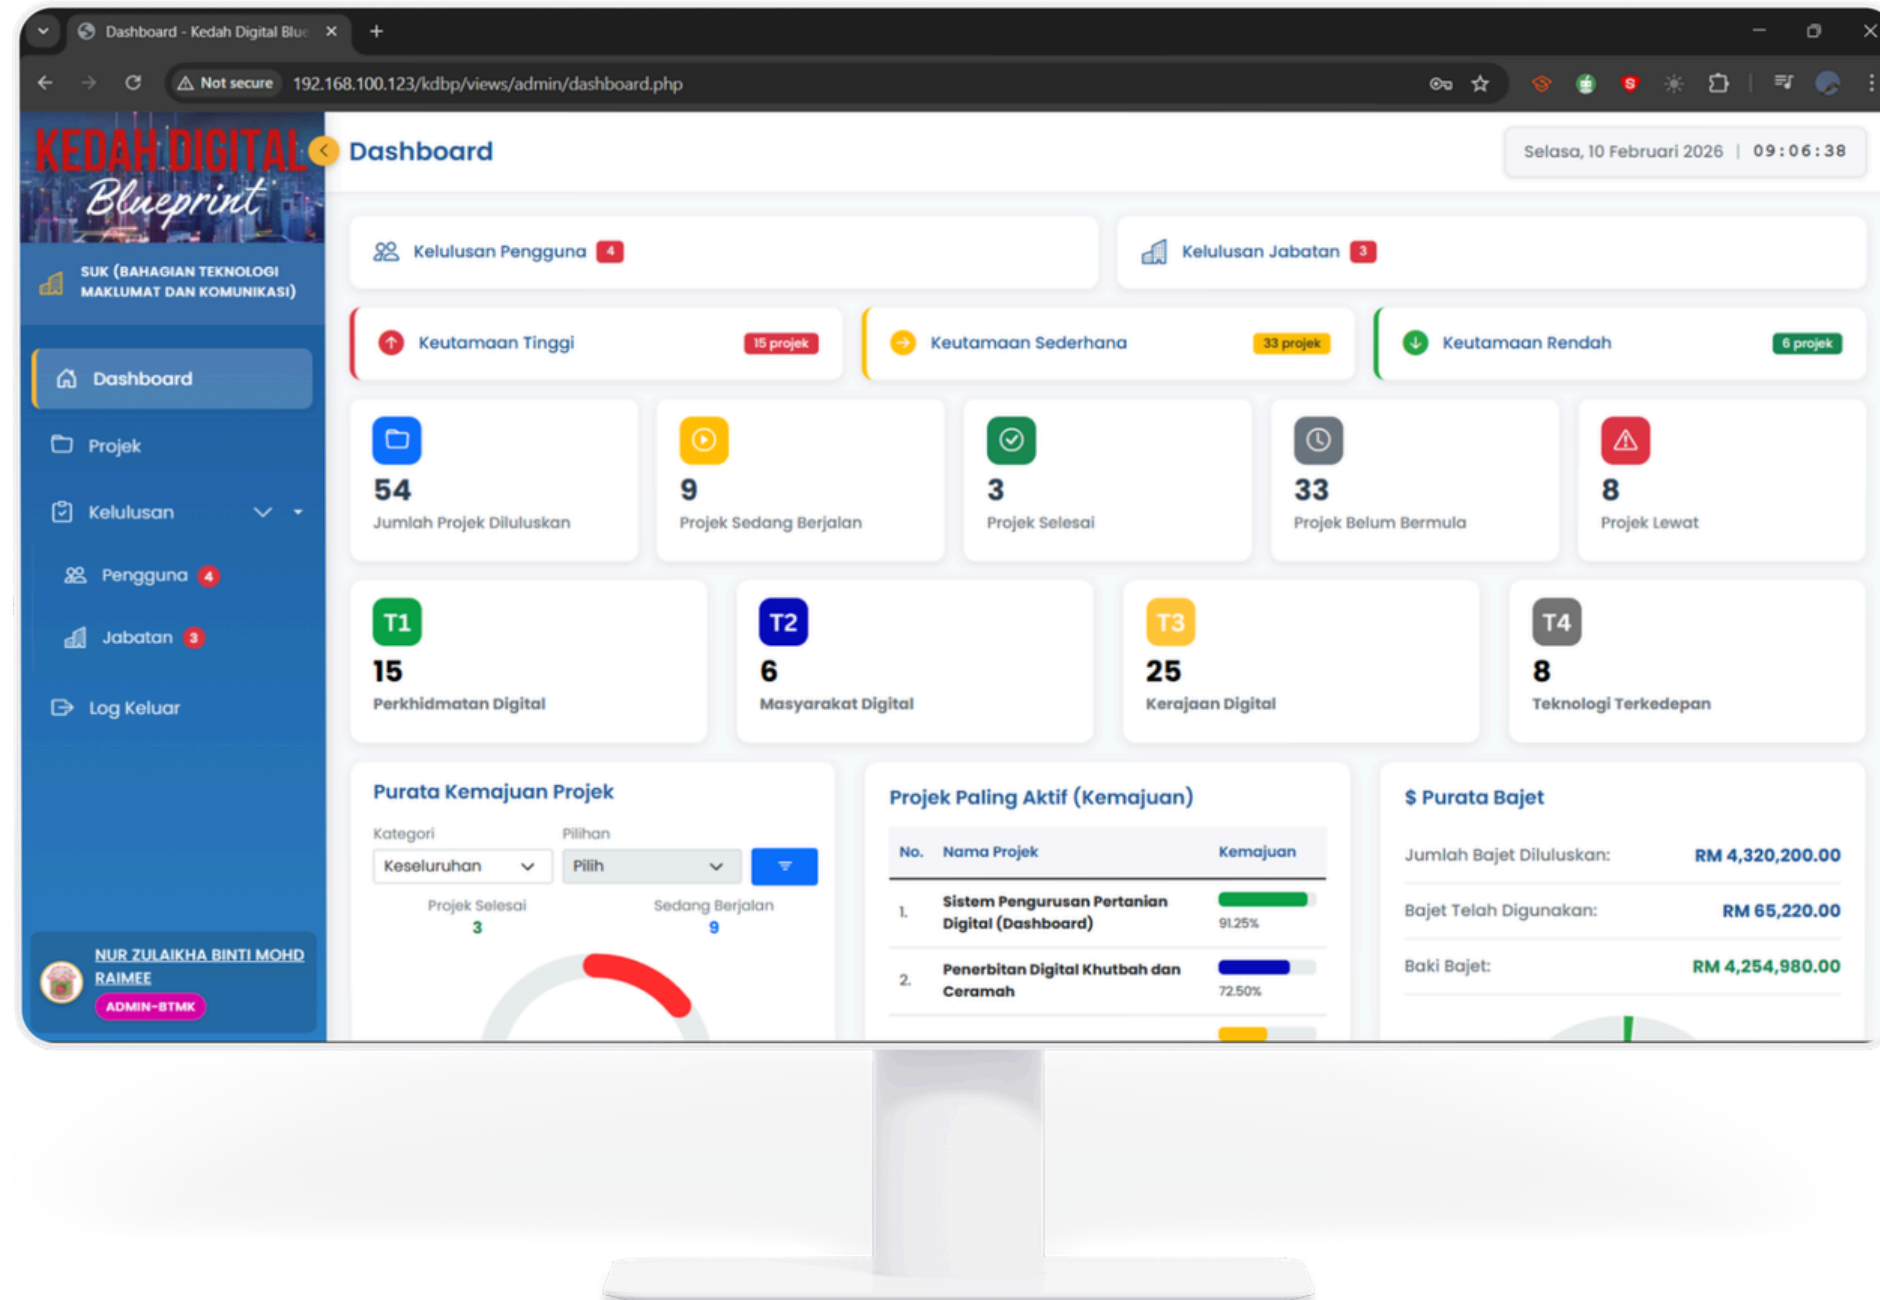 Dashboard - Kedah Digital Blue
Not secure 192.168.100.123/kdbp/views/admin/dashboard.php
KEDAH DIGITAL
Blueprint
SUK (BAHAGIAN TEKNOLOGI
MAKLUMAT DAN KOMUNIKASI)
Dashboard
Projek
Kelulusan
Pengguna 4
Jabatan 3
Log Keluar
NUR ZULAIKHA BINTI MOHD
RAIMEE
ADMIN-BTMK
Dashboard
Selasa, 10 Februari 2026 | 09:06:38
Kelulusan Pengguna 4
Kelulusan Jabatan 3
Keutamaan Tinggi 15 projek
Keutamaan Sederhana 33 projek
Keutamaan Rendah 6 projek
54
Jumlah Projek Diluluskan
9
Projek Sedang Berjalan
3
Projek Selesai
33
Projek Belum Bermula
8
Projek Lewat
T1
15
Perkhidmatan Digital
T2
6
Masyarakat Digital
T3
25
Kerajaan Digital
T4
8
Teknologi Terkedepan
Purata Kemajuan Projek
Kategori Pilihan
Keseluruhan Pilih
Projek Selesai Sedang Berjalan
3 9
Projek Paling Aktif (Kemajuan)
No. Nama Projek Kemajuan
1. Sistem Pengurusan Pertanian
Digital (Dashboard) 91.25%
2. Penerbitan Digital Khutbah dan
Ceramah 72.50%
$ Purata Bajet
Jumlah Bajet Diluluskan: RM 4,320,200.00
Bajet Telah Digunakan: RM 65,220.00
Baki Bajet: RM 4,254,980.00